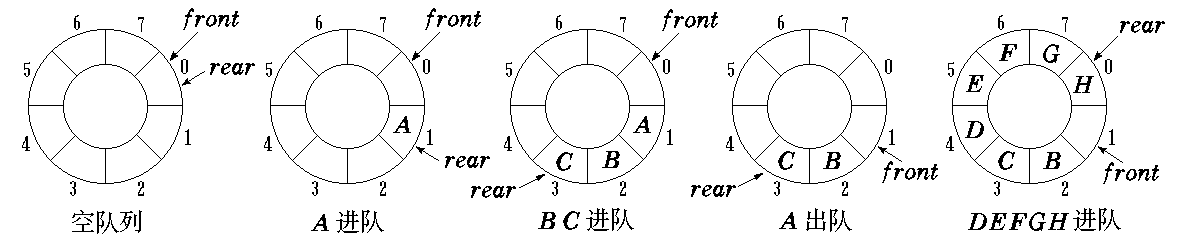 6 7 front
5 0 rear
4 1
3 2
空队列
6 7 front
5 0
A
4 1 rear
3 2
A 进队
6 7 front
5 0
A
4 1
C B
rear 3 2
B C 进队
6 7
5 0
4 1
C B front
rear 3 2
A 出队
6 7 rear
F G
5 0
E H
D
4 1
C B front
3 2
DEFGH 进队